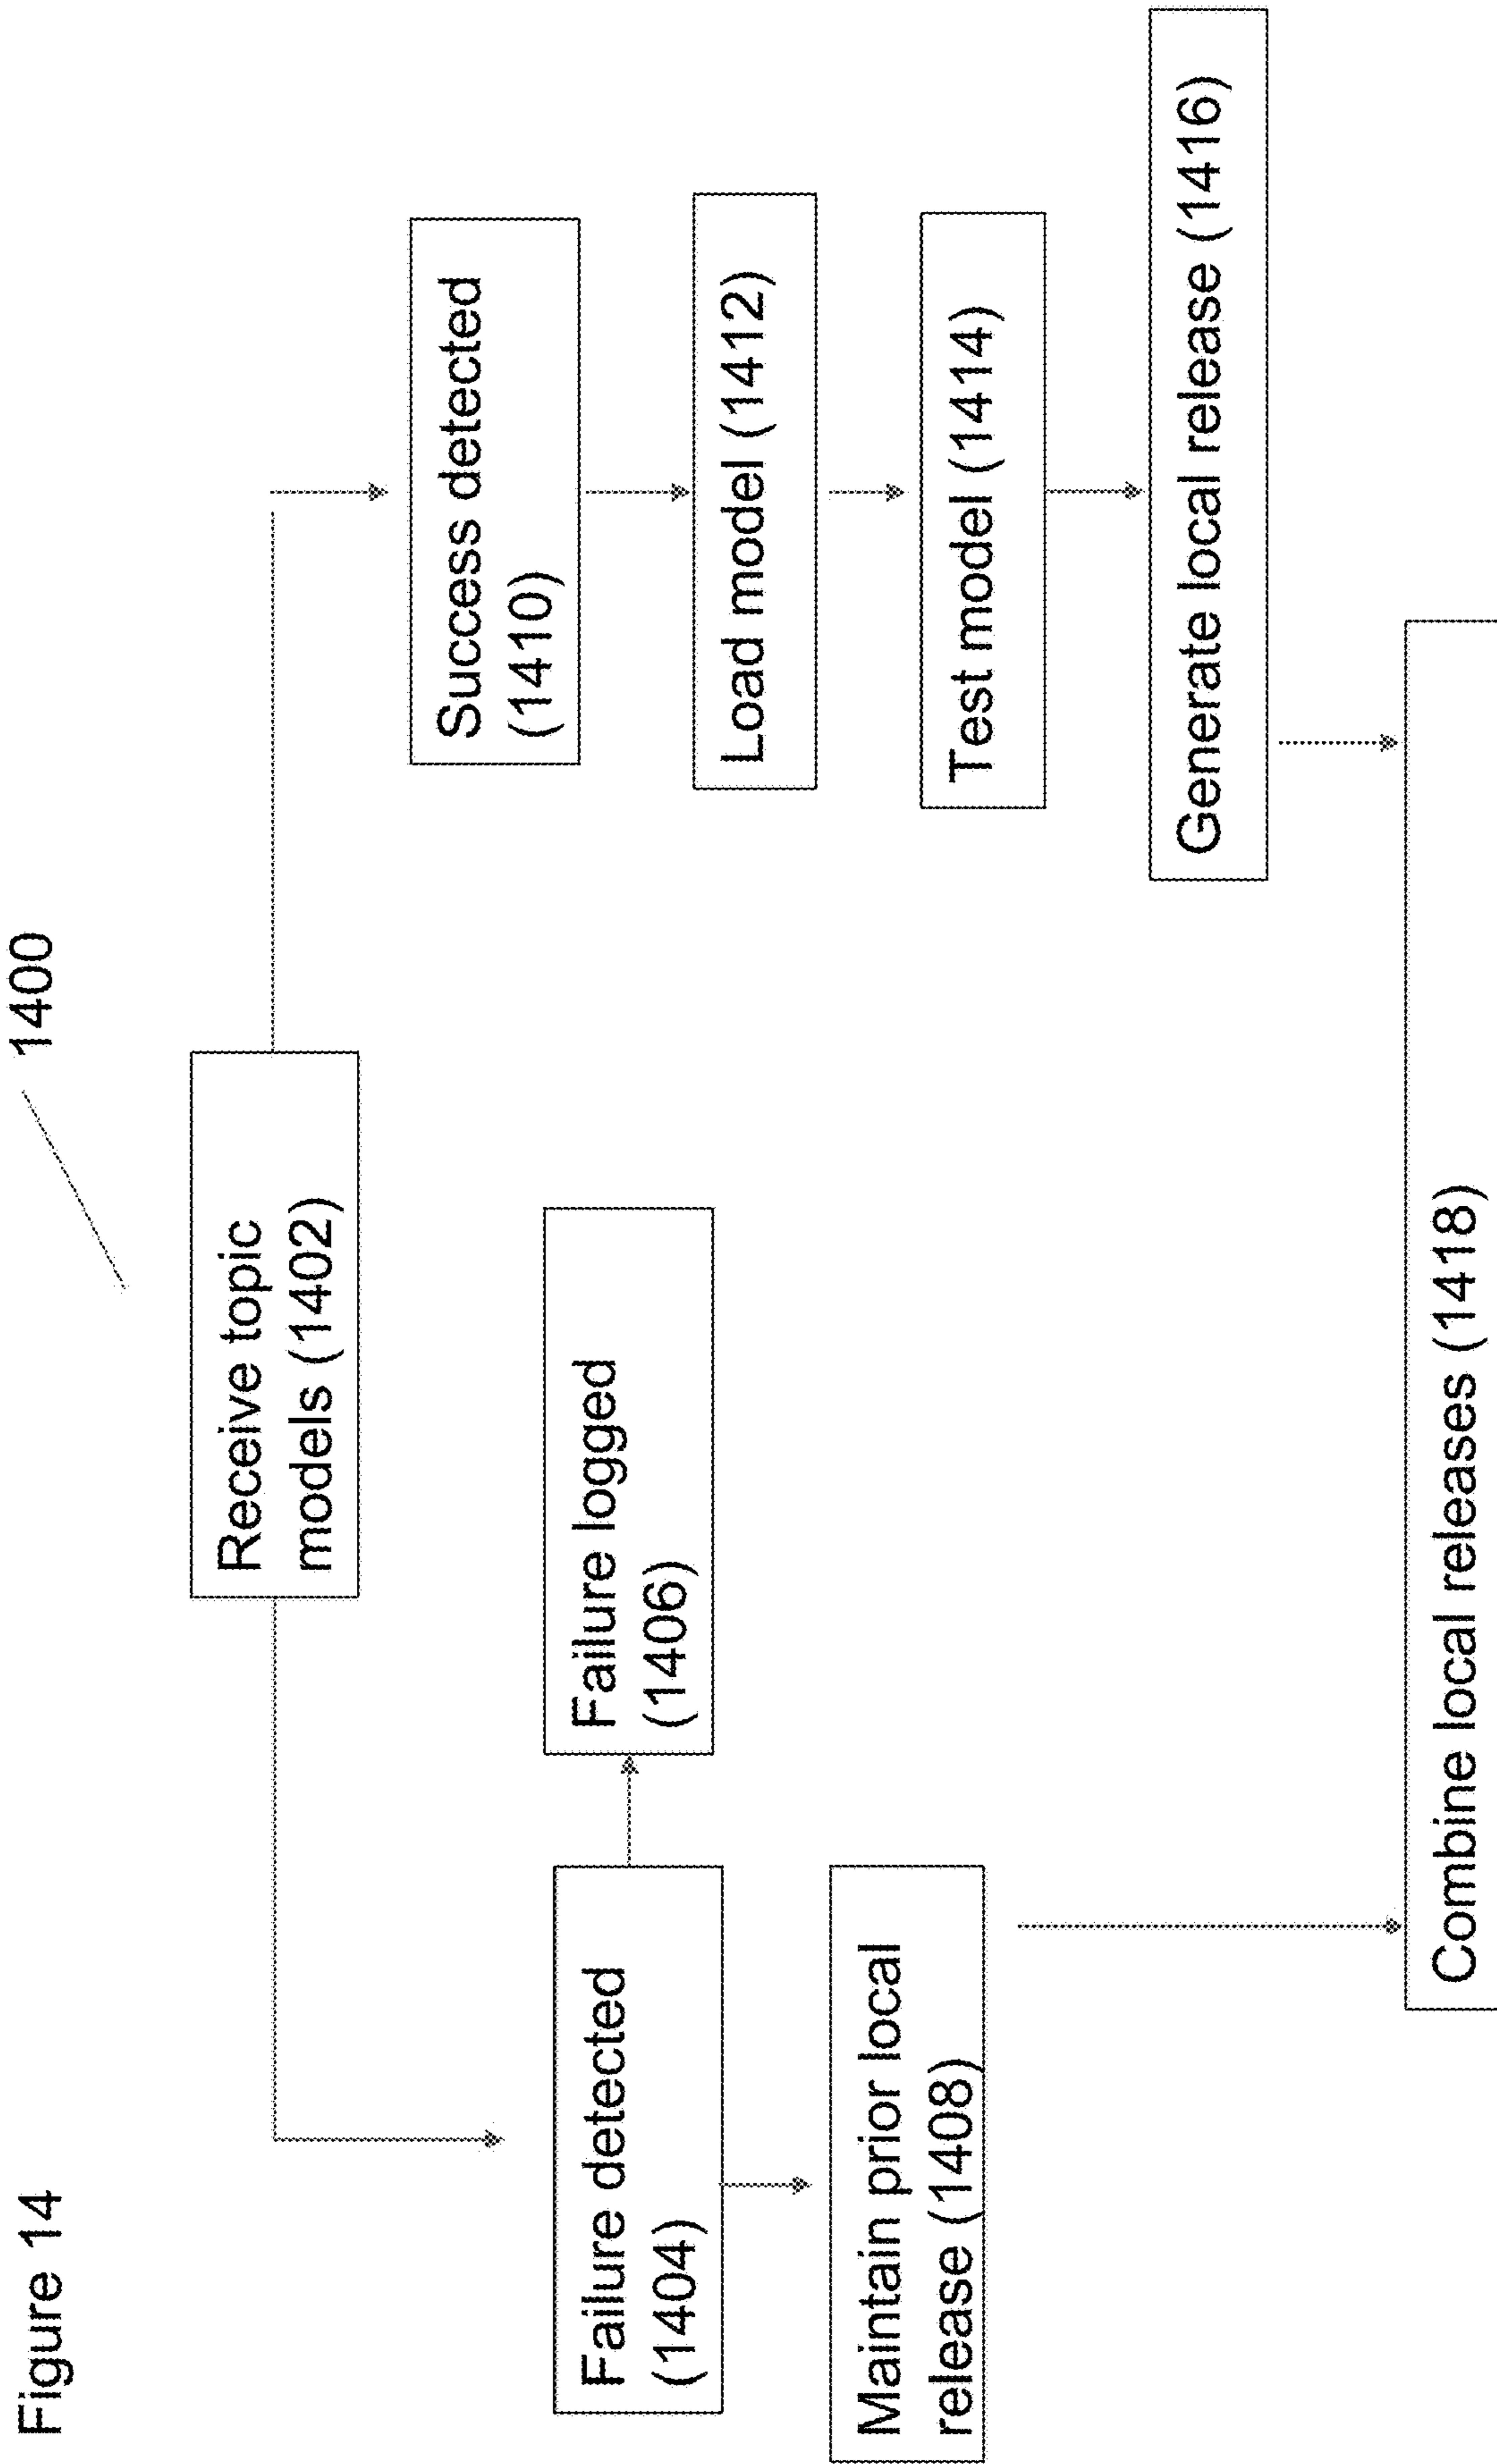 Figure 14
1400
Receive topic
models (1402)
Failure detected
(1404)
Failure logged
(1406)
Maintain prior local
release (1408)
Success detected
(1410)
Load model (1412)
Test model (1414)
Generate local release (1416)
Combine local releases (1418)